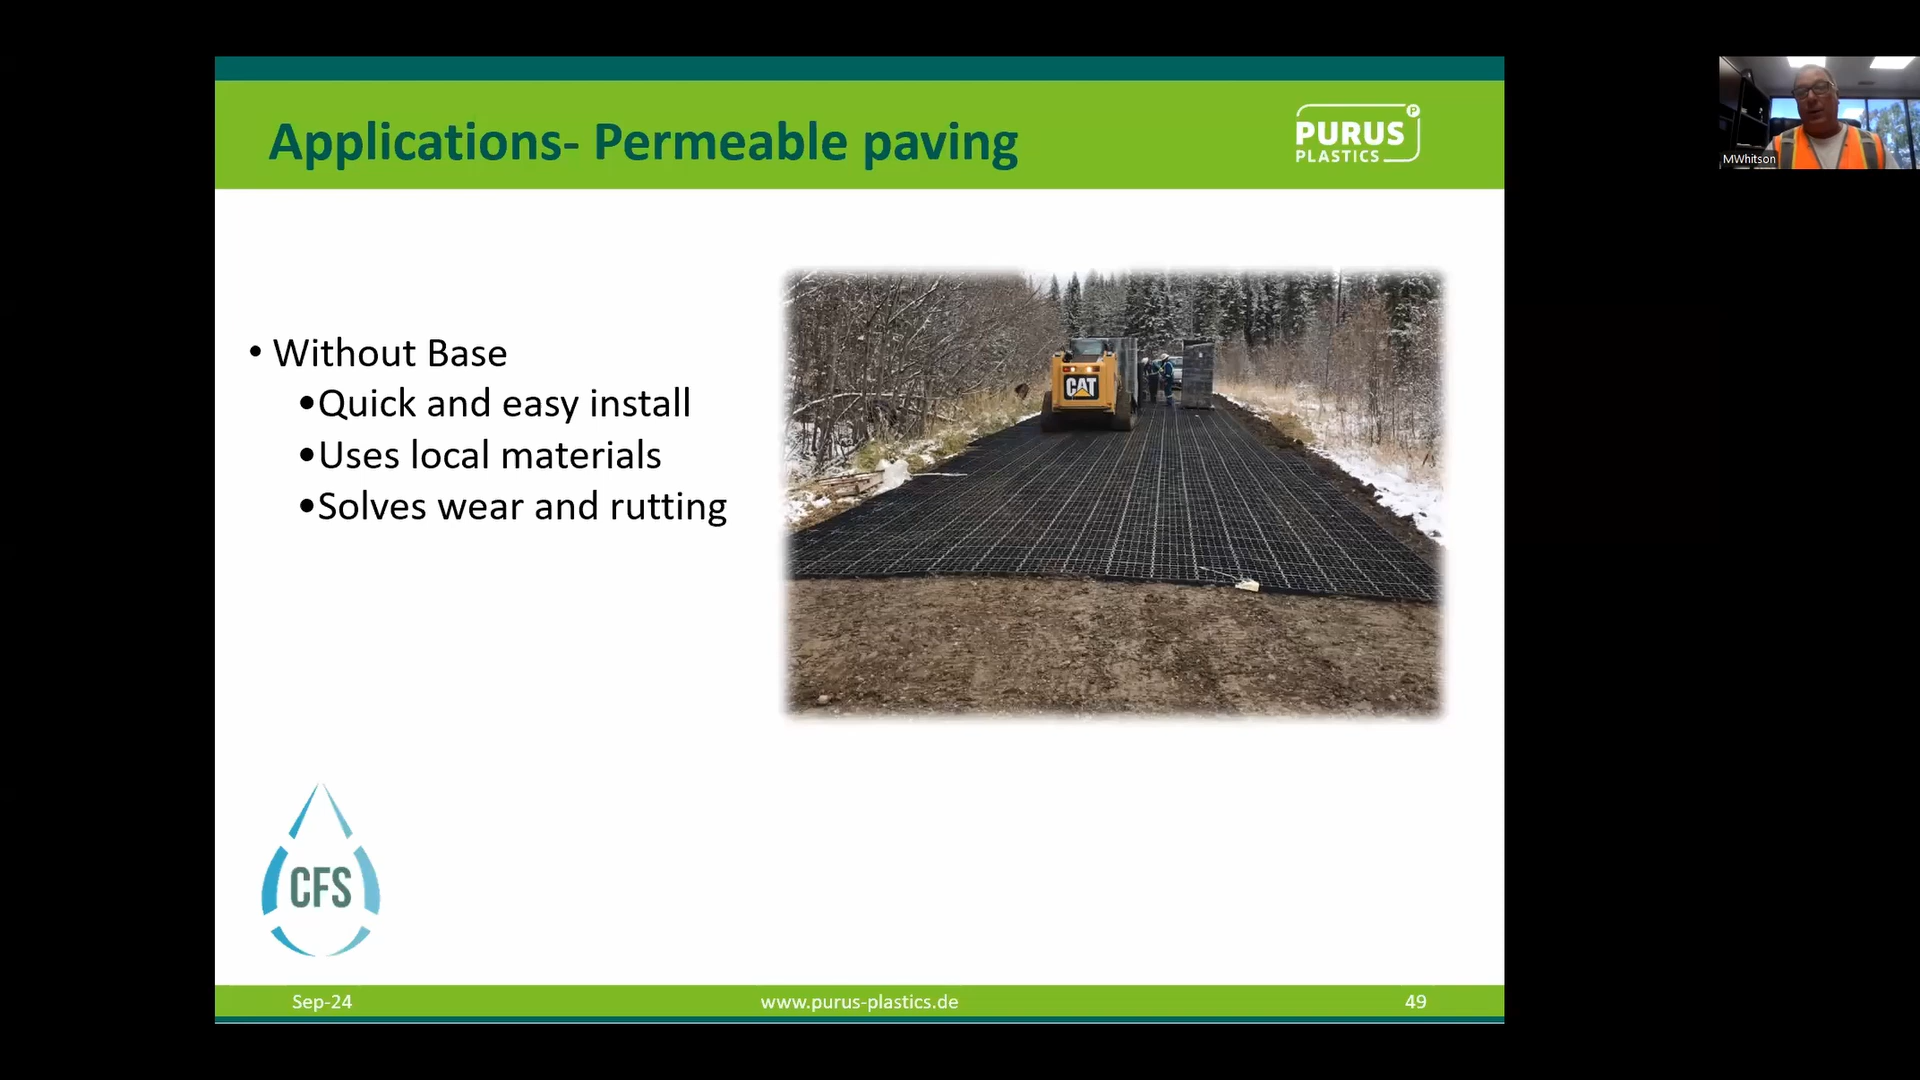 Applications- Permeable paving
PURUS
PLASTICS
P
MWhitson
• Without Base
•Quick and easy install
•Uses local materials
•Solves wear and rutting
CAT
CFS
Sep-24
www.purus-plastics.de
49